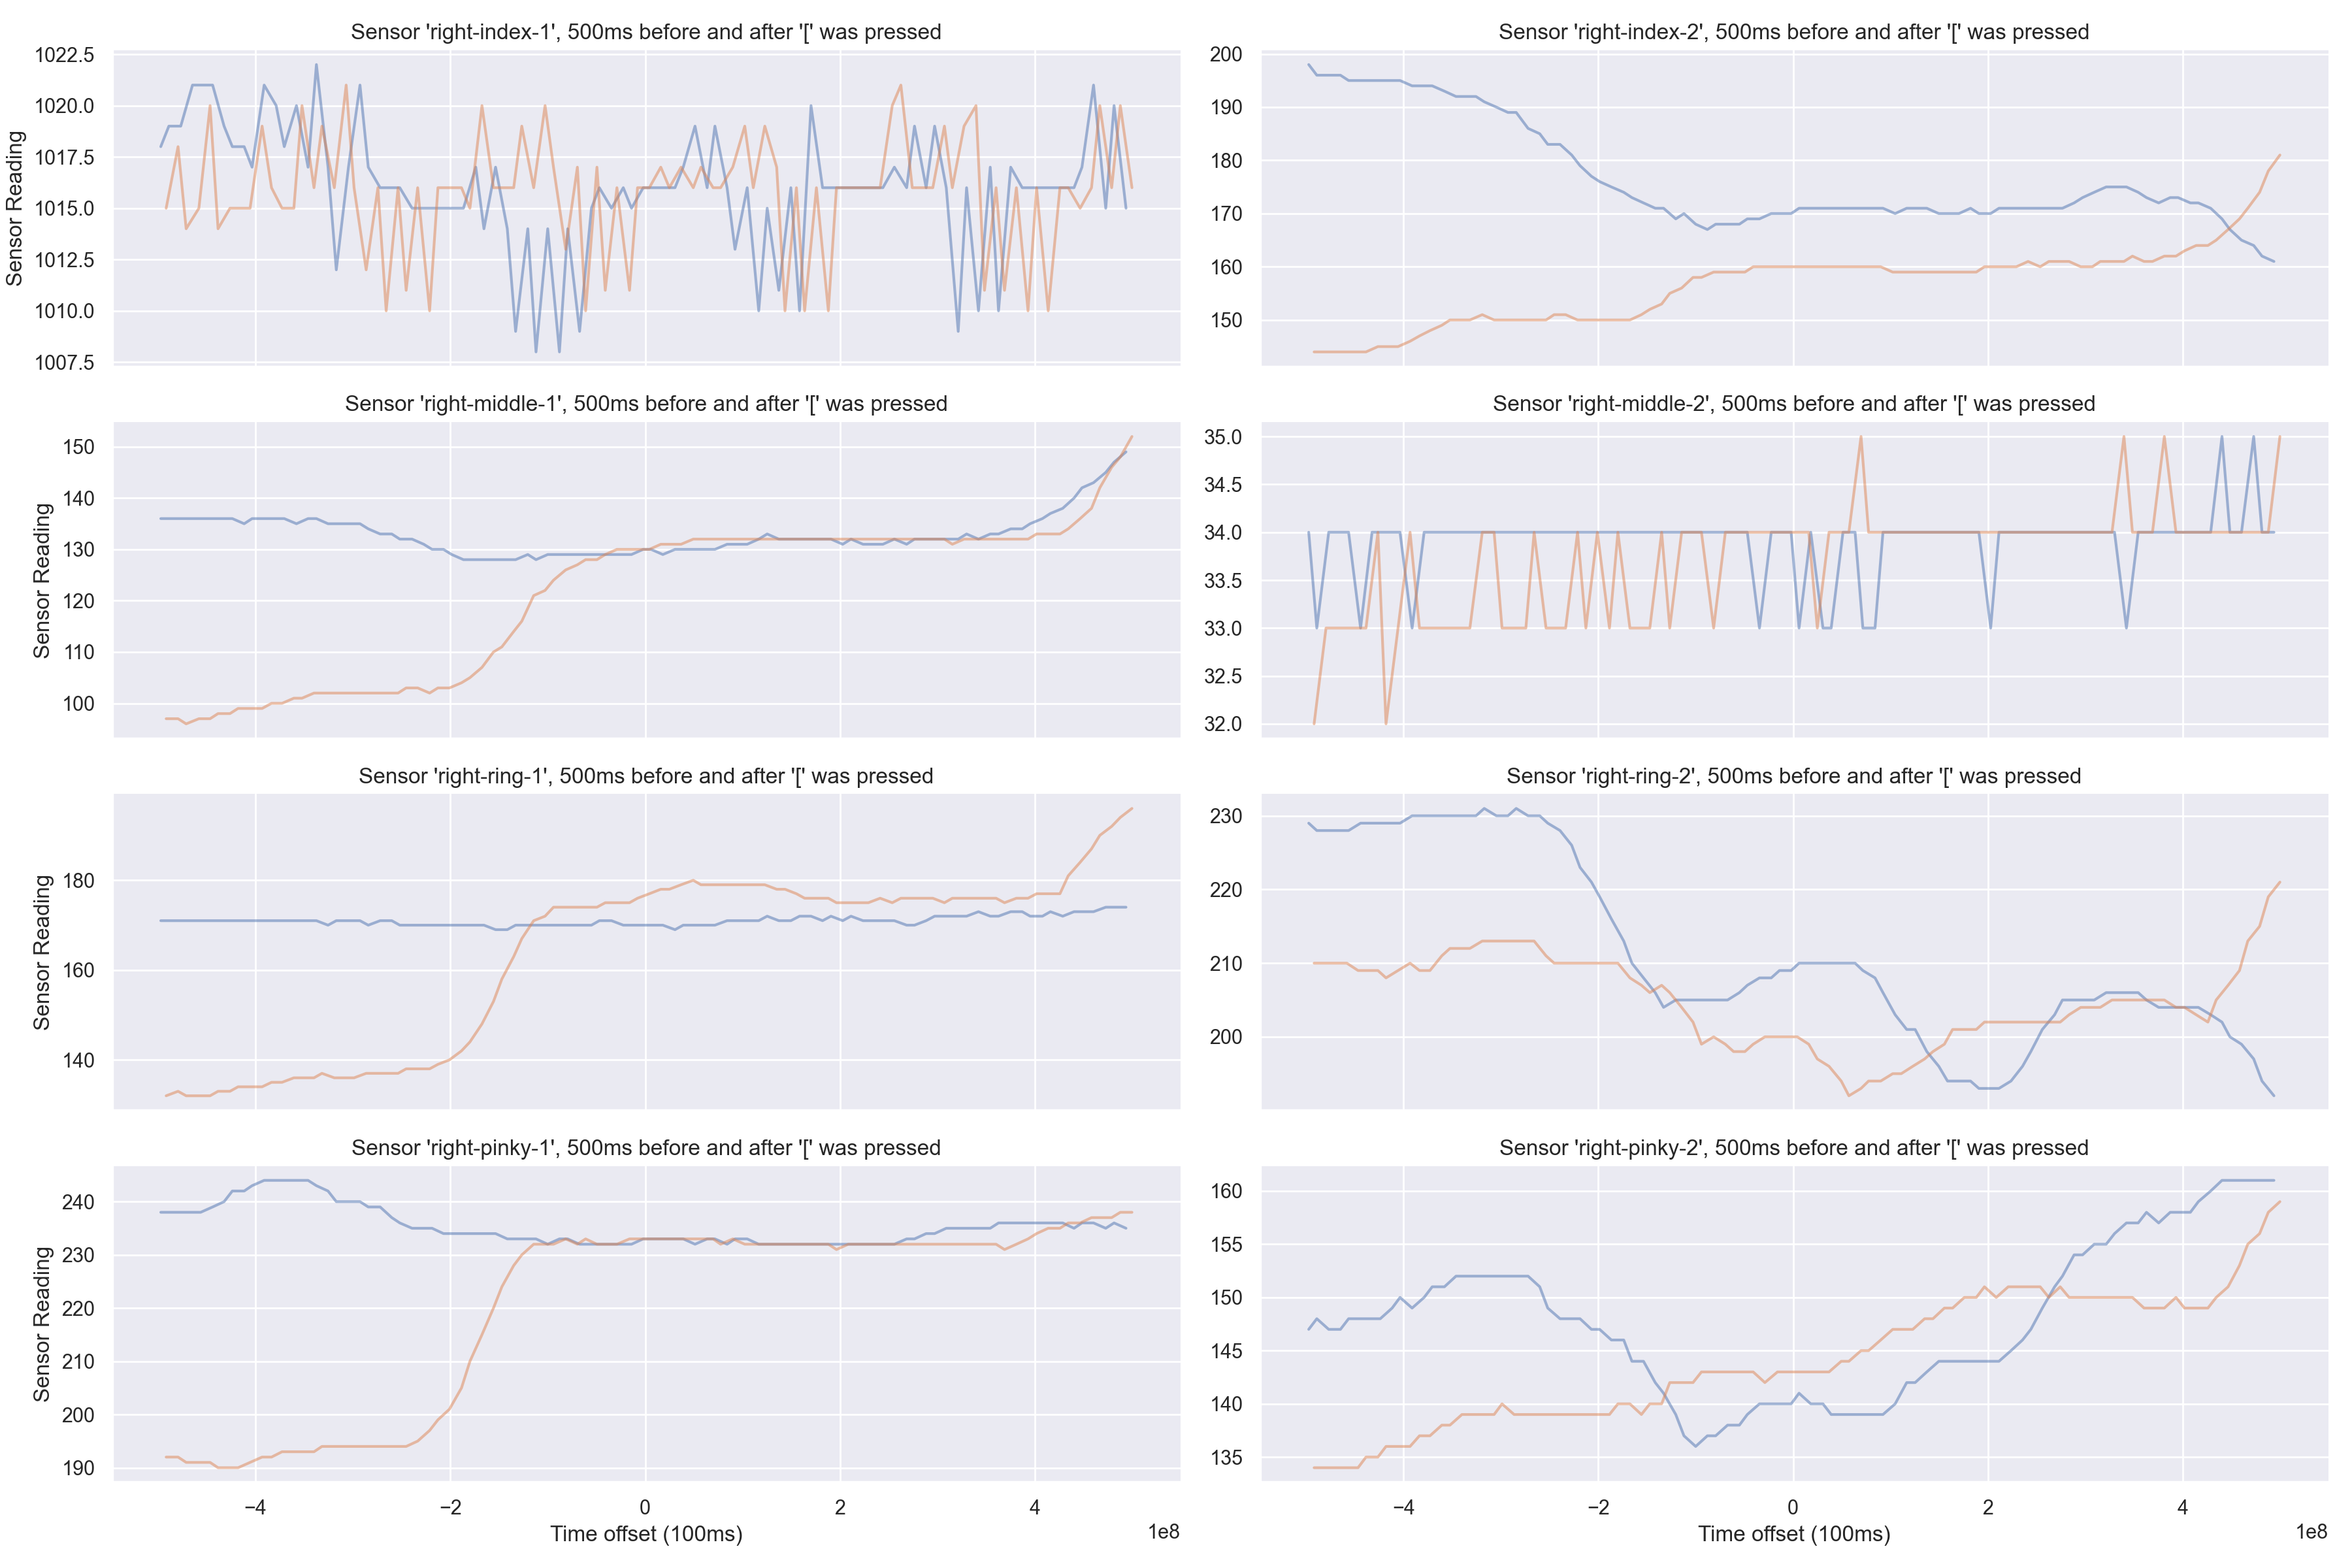 Sensor 'right-index-1', 500ms before and after '[' was pressed
1022.5
1020.0
1017.5
1015.0
1012.5
1010.0
1007.5
Sensor Reading
Sensor 'right-index-2', 500ms before and after '[' was pressed
200
190
180
170
160
150
Sensor 'right-middle-1', 500ms before and after '[' was pressed
150
140
130
120
110
100
Sensor Reading
Sensor 'right-middle-2', 500ms before and after '[' was pressed
35.0
34.5
34.0
33.5
33.0
32.5
32.0
Sensor 'right-ring-1', 500ms before and after '[' was pressed
180
160
140
Sensor Reading
Sensor 'right-ring-2', 500ms before and after '[' was pressed
230
220
210
200
Sensor 'right-pinky-1', 500ms before and after '[' was pressed
240
230
220
210
200
190
Sensor Reading
−4 −2 0 2 4
Time offset (100ms)
1e8
Sensor 'right-pinky-2', 500ms before and after '[' was pressed
160
155
150
145
140
135
−4 −2 0 2 4
Time offset (100ms)
1e8